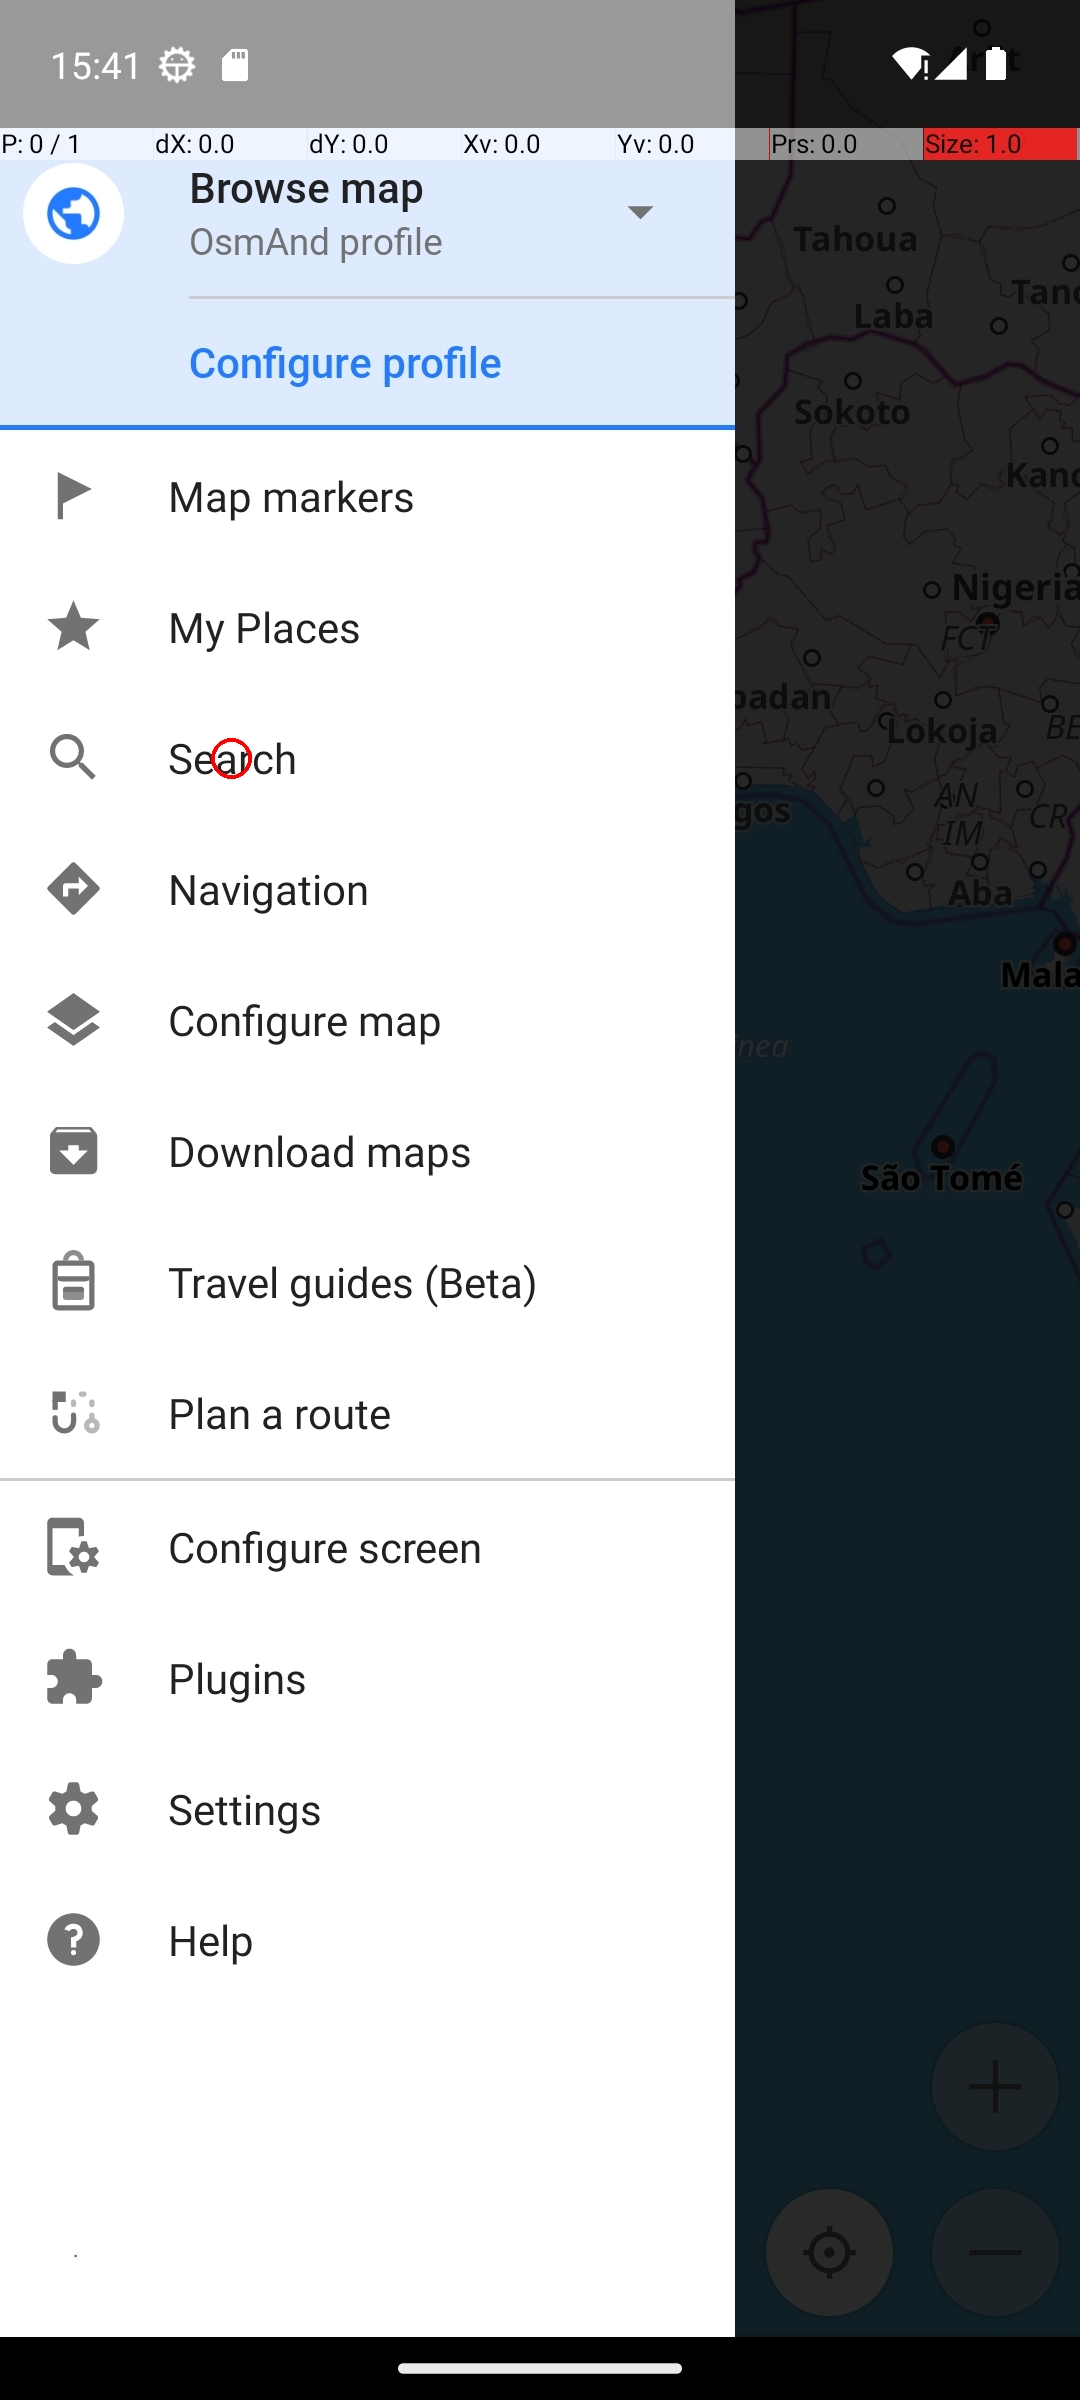 15:41
P: 0 / 1 dX: 0.0 dY: 0.0 Xv: 0.0 Yv: 0.0 Prs: 0.0 Size: 1.0
Browse map
OsmAnd profile
Configure profile
Map markers
My Places
Search
Navigation
Configure map
Download maps
Travel guides (Beta)
Plan a route
Configure screen
Plugins
Settings
Help
Tahoua
Tano
Laba
Sokoto
Kano
Nigeria
FCT
badan
Lokoja
BE
AN
gos
CR
IM
Aba
Mala
nea
São Tomé